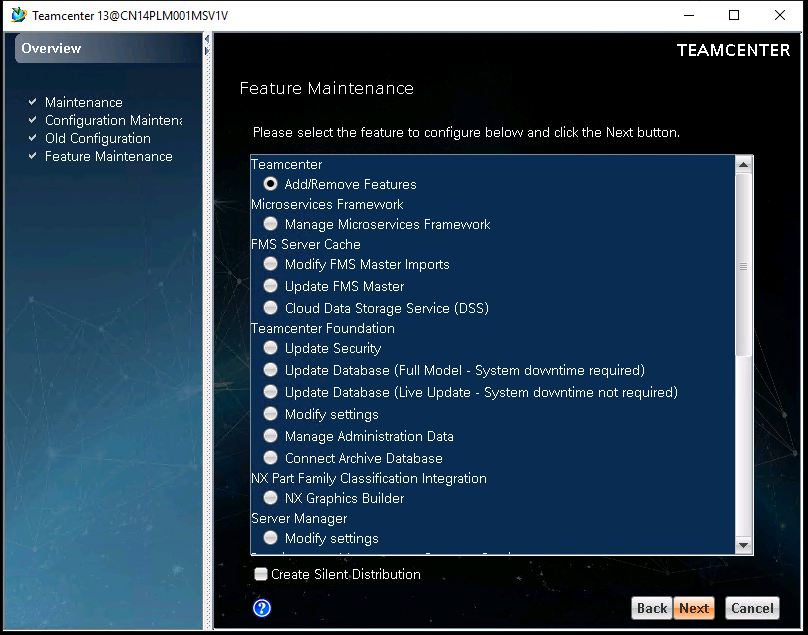 Teamcenter 13@CN14PLM001MSV1V
Overview
Maintenance
Configuration Maintena
Old Configuration
Feature Maintenance
TEAMCENTER
Feature Maintenance
Please select the feature to configure below and click the Next button.
Teamcenter
Add/Remove Features
Microservices Framework
Manage Microservices Framework
FMS Server Cache
Modify FMS Master Imports
Update FMS Master
Cloud Data Storage Service (DSS)
Teamcenter Foundation
Update Security
Update Database (Full Model - System downtime required)
Update Database (Live Update - System downtime not required)
Modify settings
Manage Administration Data
Connect Archive Database
NX Part Family Classification Integration
NX Graphics Builder
Server Manager
Modify settings
Create Silent Distribution
?
Back Next Cancel